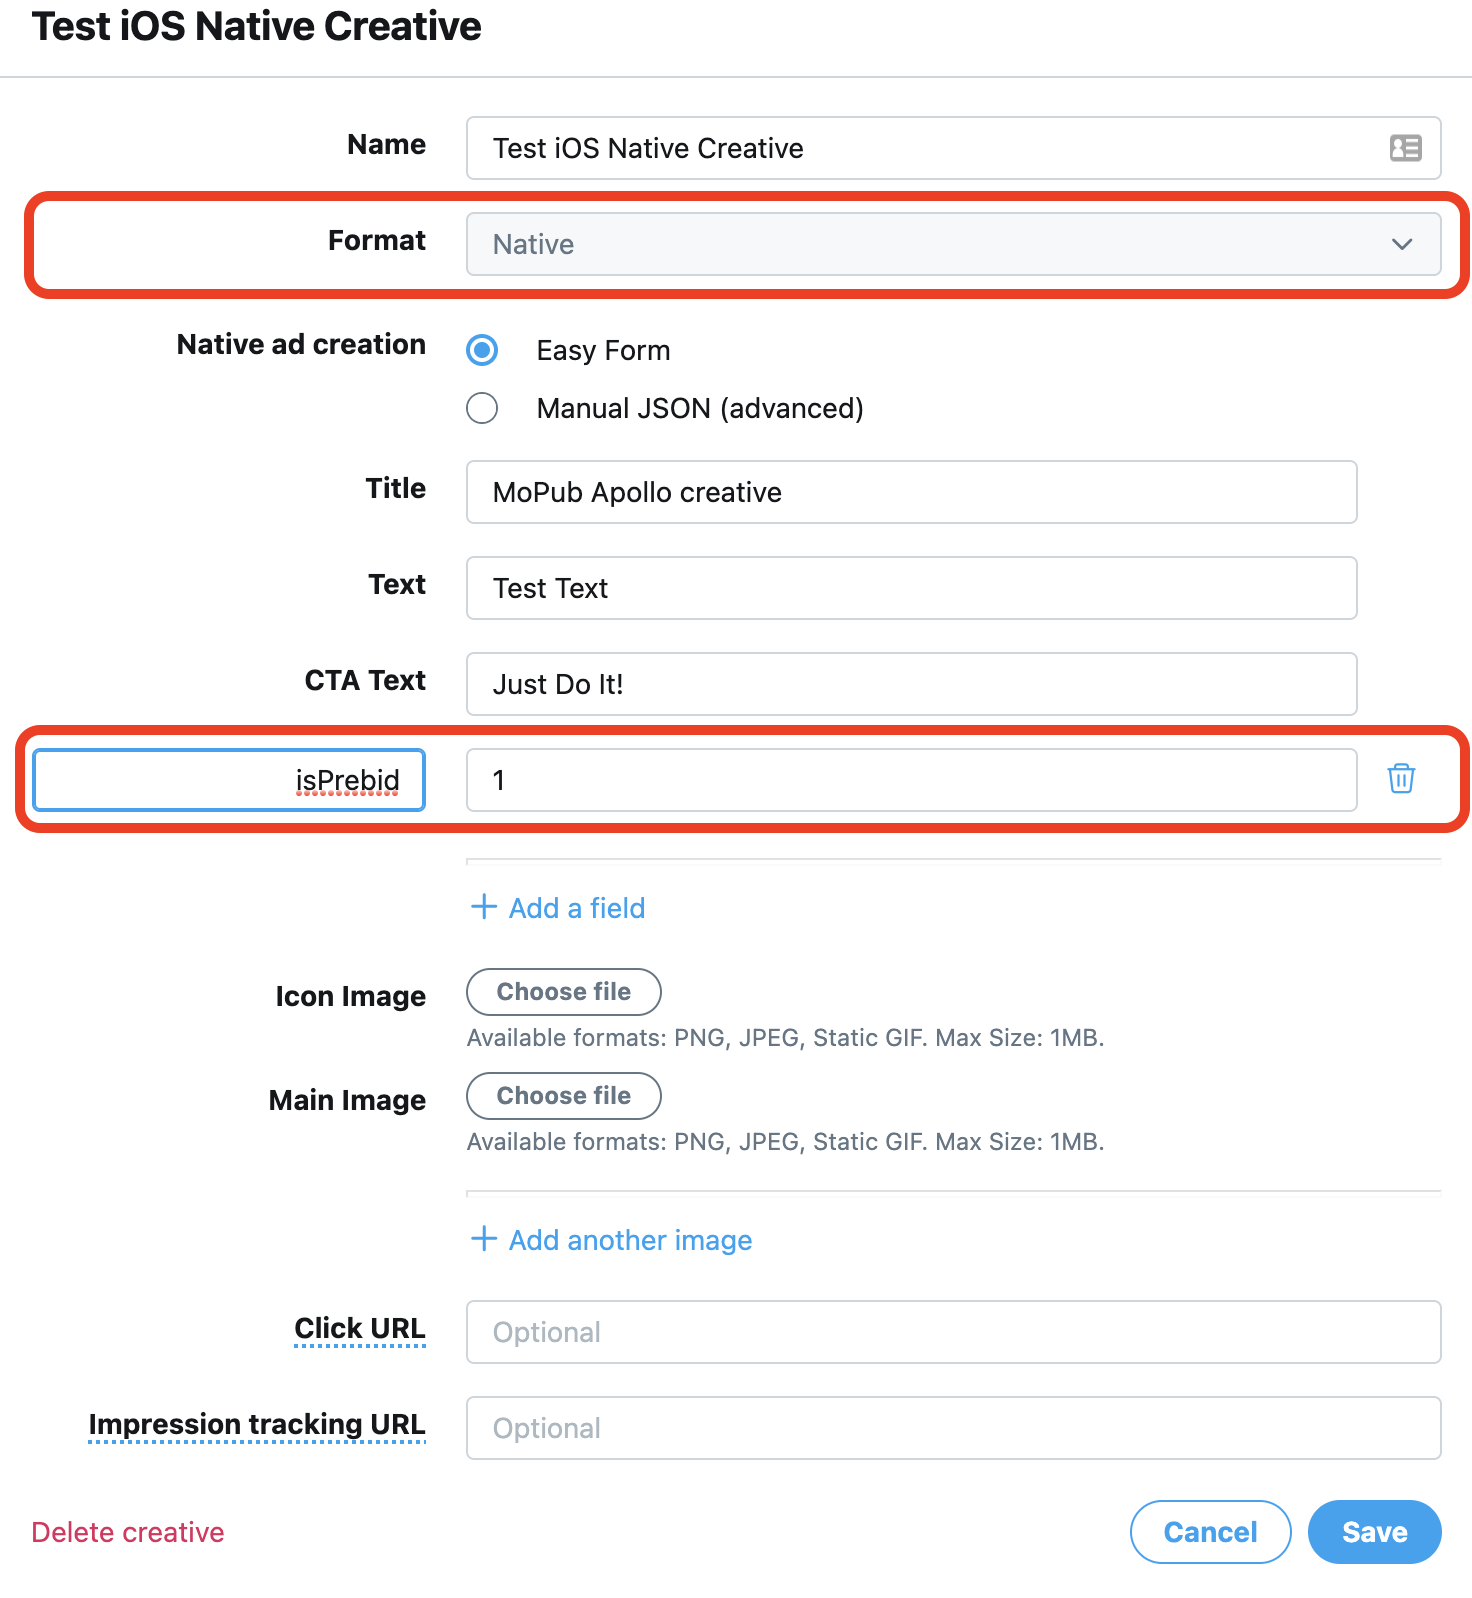 Test iOS Native Creative
Name
Test iOS Native Creative
Format
Native
Native ad creation
Easy Form
Manual JSON (advanced)
Title
MoPub Apollo creative
Text
Test Text
CTA Text
Just Do It!
isPrebid
1
Add a field
Icon Image
Choose file
Available formats: PNG, JPEG, Static GIF. Max Size: 1MB.
Main Image
Choose file
Available formats: PNG, JPEG, Static GIF. Max Size: 1MB.
Add another image
Click URL
Optional
Impression tracking URL
Optional
Delete creative
Cancel
Save